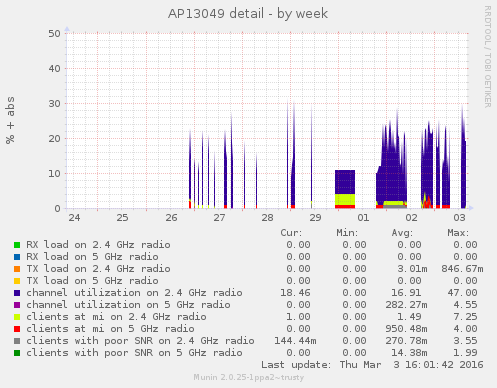 AP13049 detail - by week
RRDTOOL / TOBI OETIKER
% + abs
50
40
30
20
10
0
24 25 26 27 28 29 01 02 03
Cur: Min: Avg: Max:
RX load on 2.4 GHz radio 0.00 0.00 0.00 0.00
RX load on 5 GHz radio 0.00 0.00 0.00 0.00
TX load on 2.4 GHz radio 0.00 0.00 3.01m 846.67m
TX load on 5 GHz radio 0.00 0.00 0.00 0.00
channel utilization on 2.4 GHz radio 18.46 0.00 16.91 47.00
channel utilization on 5 GHz radio 0.00 0.00 282.27m 4.55
clients at mi on 2.4 GHz radio 1.00 0.00 1.49 7.25
clients at mi on 5 GHz radio 0.00 0.00 950.48m 4.00
clients with poor SNR on 2.4 GHz radio 144.44m 0.00 270.78m 3.55
clients with poor SNR on 5 GHz radio 0.00 0.00 14.38m 1.99
Last update: Thu Mar 3 16:01:42 2016
Munin 2.0.25-1ppa2~trusty